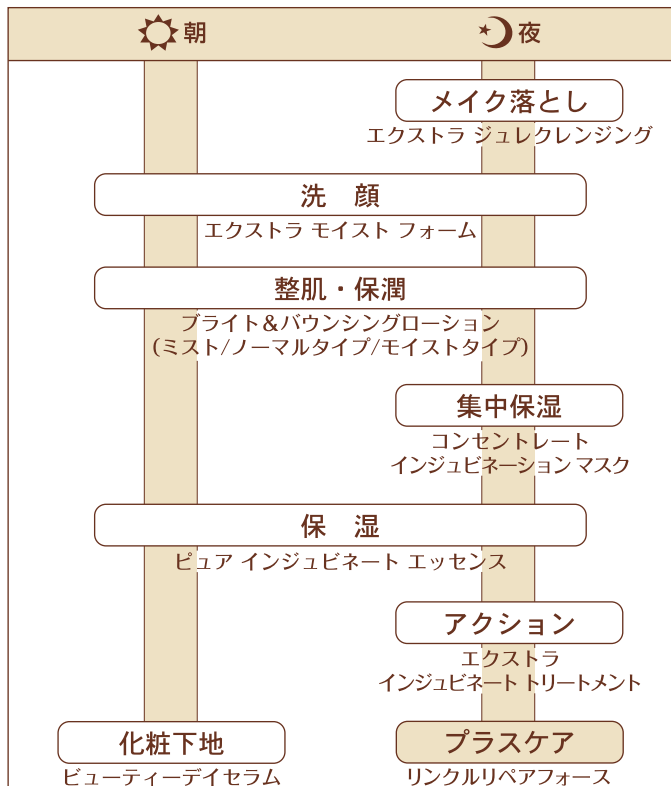 朝
夜
メイク落とし
エクストラ ジュレクレンジング
洗　顔
エクストラ モイスト フォーム
整肌・保潤
ブライト＆バウンシングローション
(ミスト/ノーマルタイプ/モイストタイプ)
集中保湿
コンセントレート
インジュビネーション マスク
保　湿
ピュア インジュビネート エッセンス
アクション
エクストラ
インジュビネート トリートメント
化粧下地
ビューティーデイセラム
プラスケア
リンクルリペアフォース